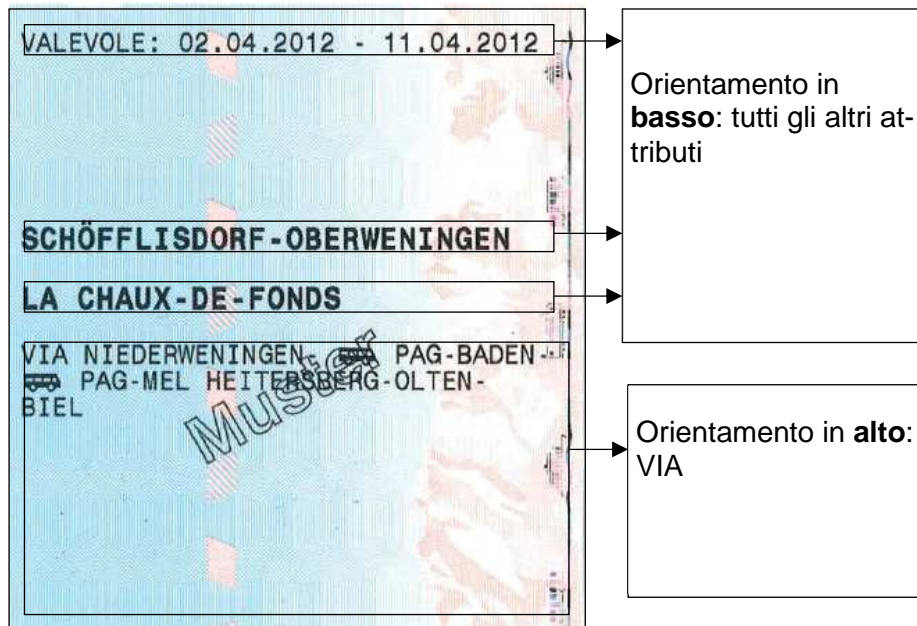 VALEVOLE: 02.04.2012 - 11.04.2012
Orientamento in
basso: tutti gli altri at-
tributi
SCHÖFFLISDORF-OBERWENINGEN
LA CHAUX-DE-FONDS
VIA NIEDERWENINGEN PAG-BADEN-
PAG-MEL HEITERSBERG-OLTEN-
BIEL
Muster
Orientamento in alto:
VIA